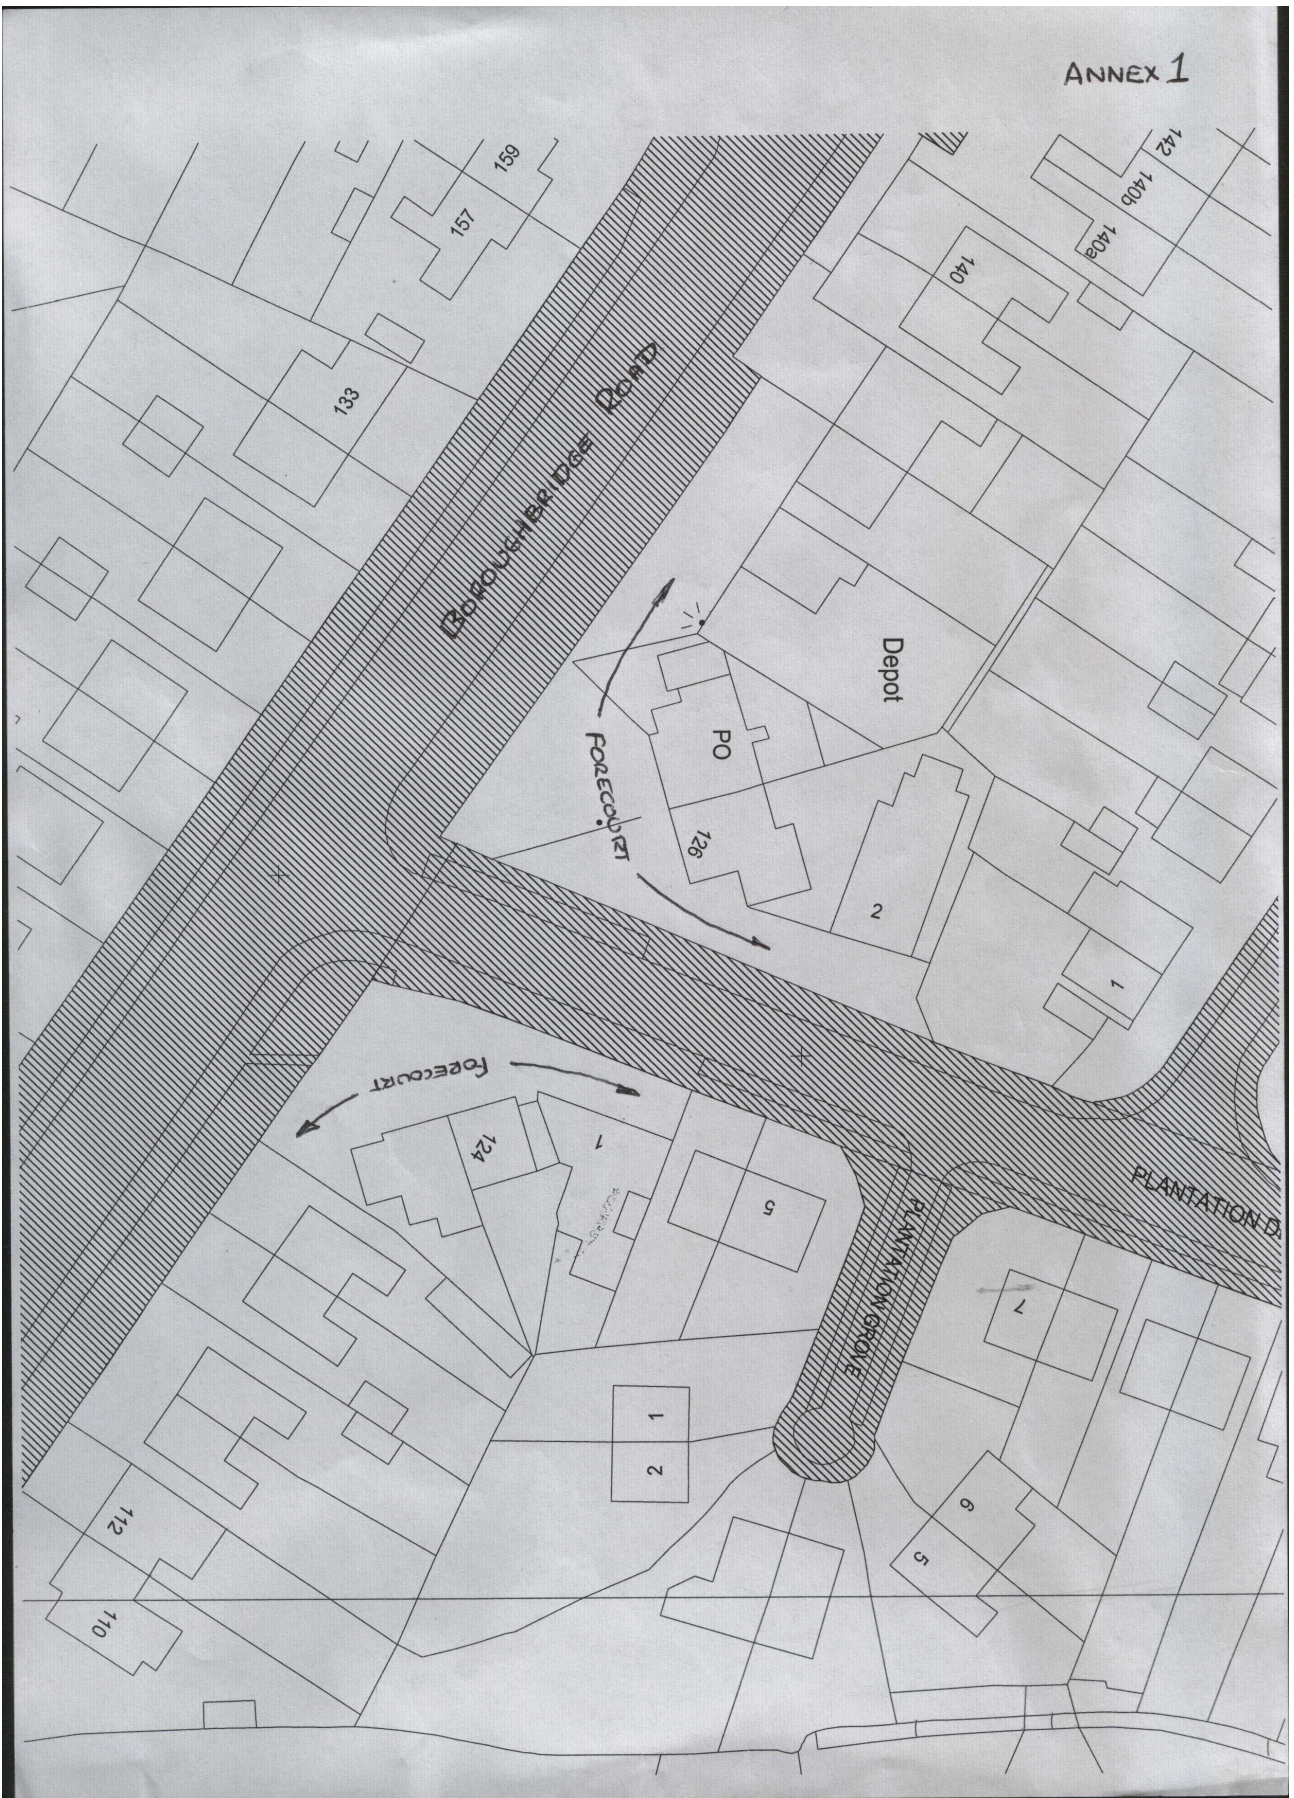 ANNEX 1
159
157
142
140b
140a
140
133
BOROUGHBRIDGE ROAD
Depot
PO
FORECOURT
126
2
1
FORECOURT
124
1
5
PLANTATION D
PLANTATION GROVE
7
1
2
6
5
112
110